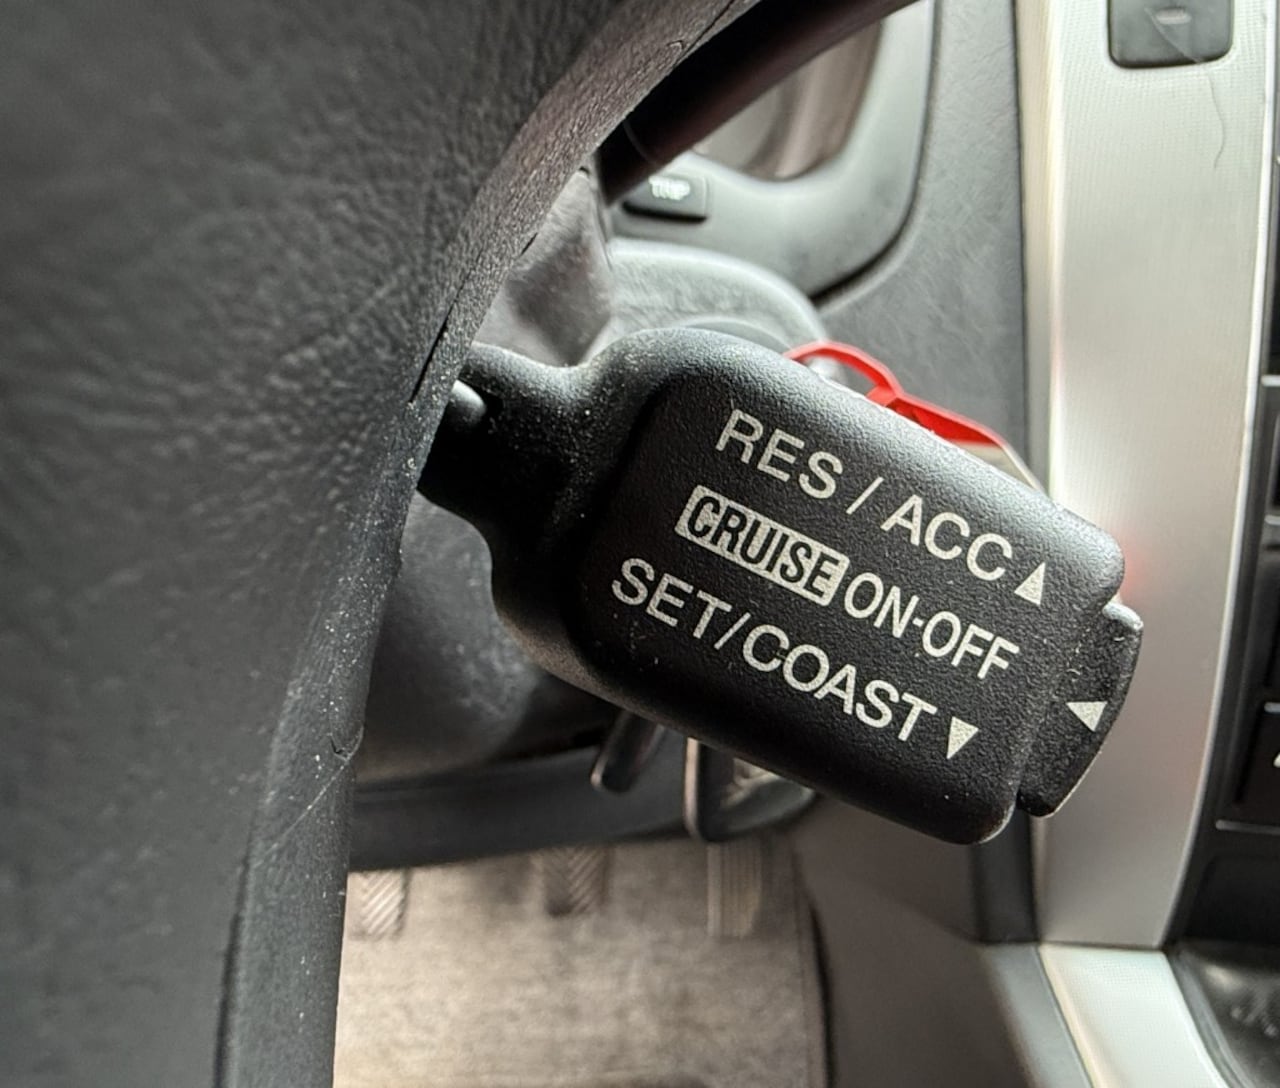 RES / ACC ▲
CRUISE ON-OFF
SET/COAST ▼